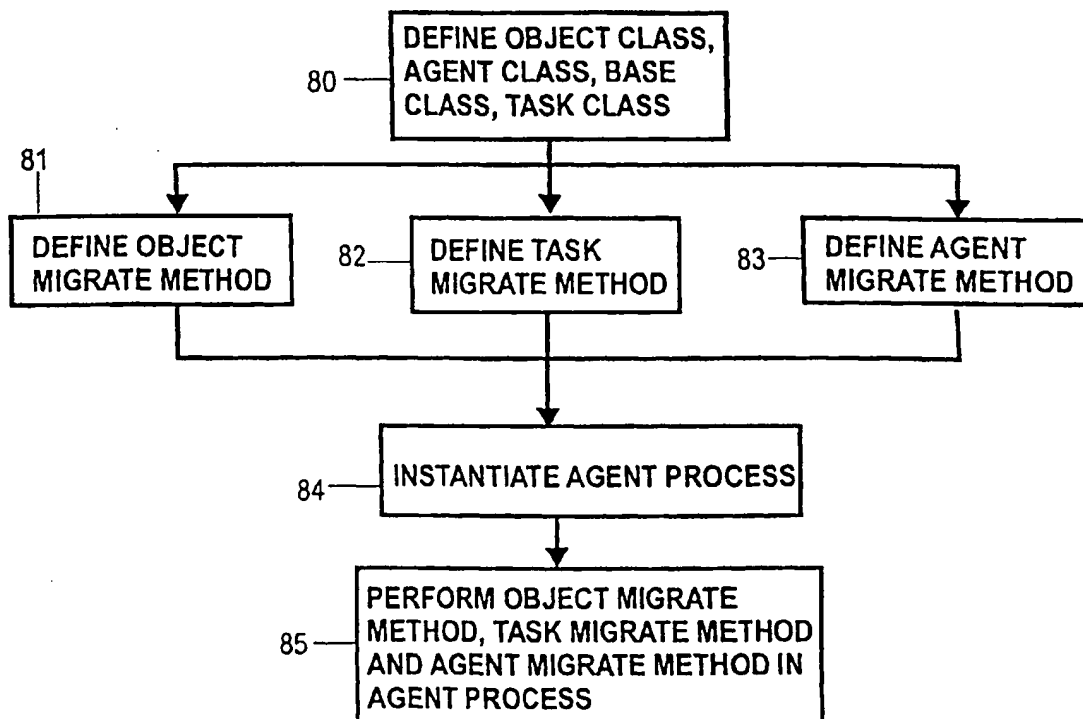 DEFINE OBJECT CLASS,
AGENT CLASS, BASE
CLASS, TASK CLASS
80
81
DEFINE OBJECT
MIGRATE METHOD
82
DEFINE TASK
MIGRATE METHOD
83
DEFINE AGENT
MIGRATE METHOD
INSTANTIATE AGENT PROCESS
84
PERFORM OBJECT MIGRATE
METHOD, TASK MIGRATE METHOD
AND AGENT MIGRATE METHOD IN
AGENT PROCESS
85